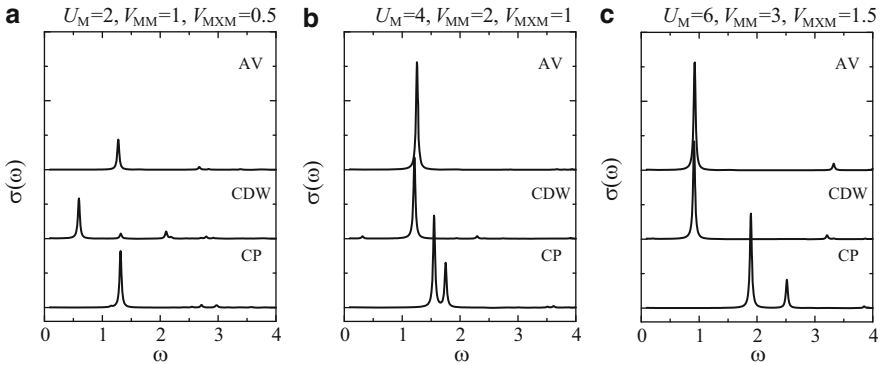 a U_M=2, V_MM=1, V_MXM=0.5
AV
CDW
CP
σ(ω)
0 1 2 3 4
ω
b U_M=4, V_MM=2, V_MXM=1
AV
CDW
CP
σ(ω)
0 1 2 3 4
ω
c U_M=6, V_MM=3, V_MXM=1.5
AV
CDW
CP
σ(ω)
0 1 2 3 4
ω